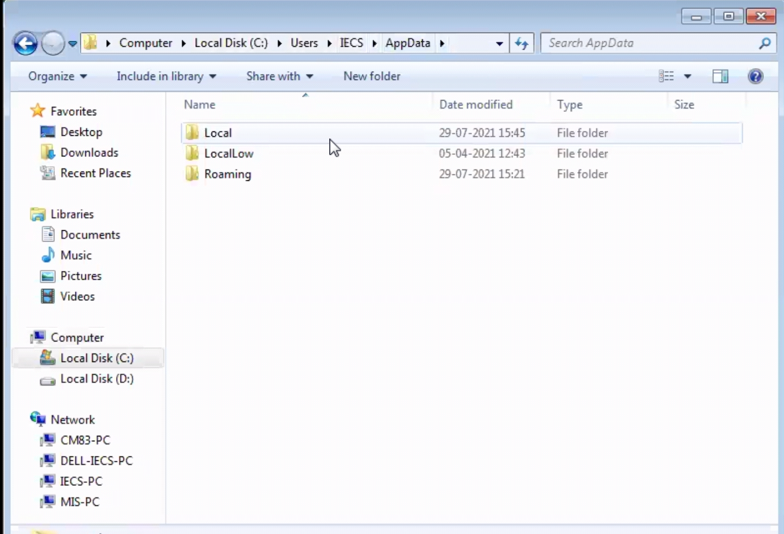 Computer Local Disk (C:) Users IECS AppData
Search AppData
Organize Include in library Share with New folder
Favorites
Desktop
Downloads
Recent Places
Libraries
Documents
Music
Pictures
Videos
Computer
Local Disk (C:)
Local Disk (D:)
Network
CM83-PC
DELL-IECS-PC
IECS-PC
MIS-PC
Name Date modified Type Size
Local 29-07-2021 15:45 File folder
LocalLow 05-04-2021 12:43 File folder
Roaming 29-07-2021 15:21 File folder